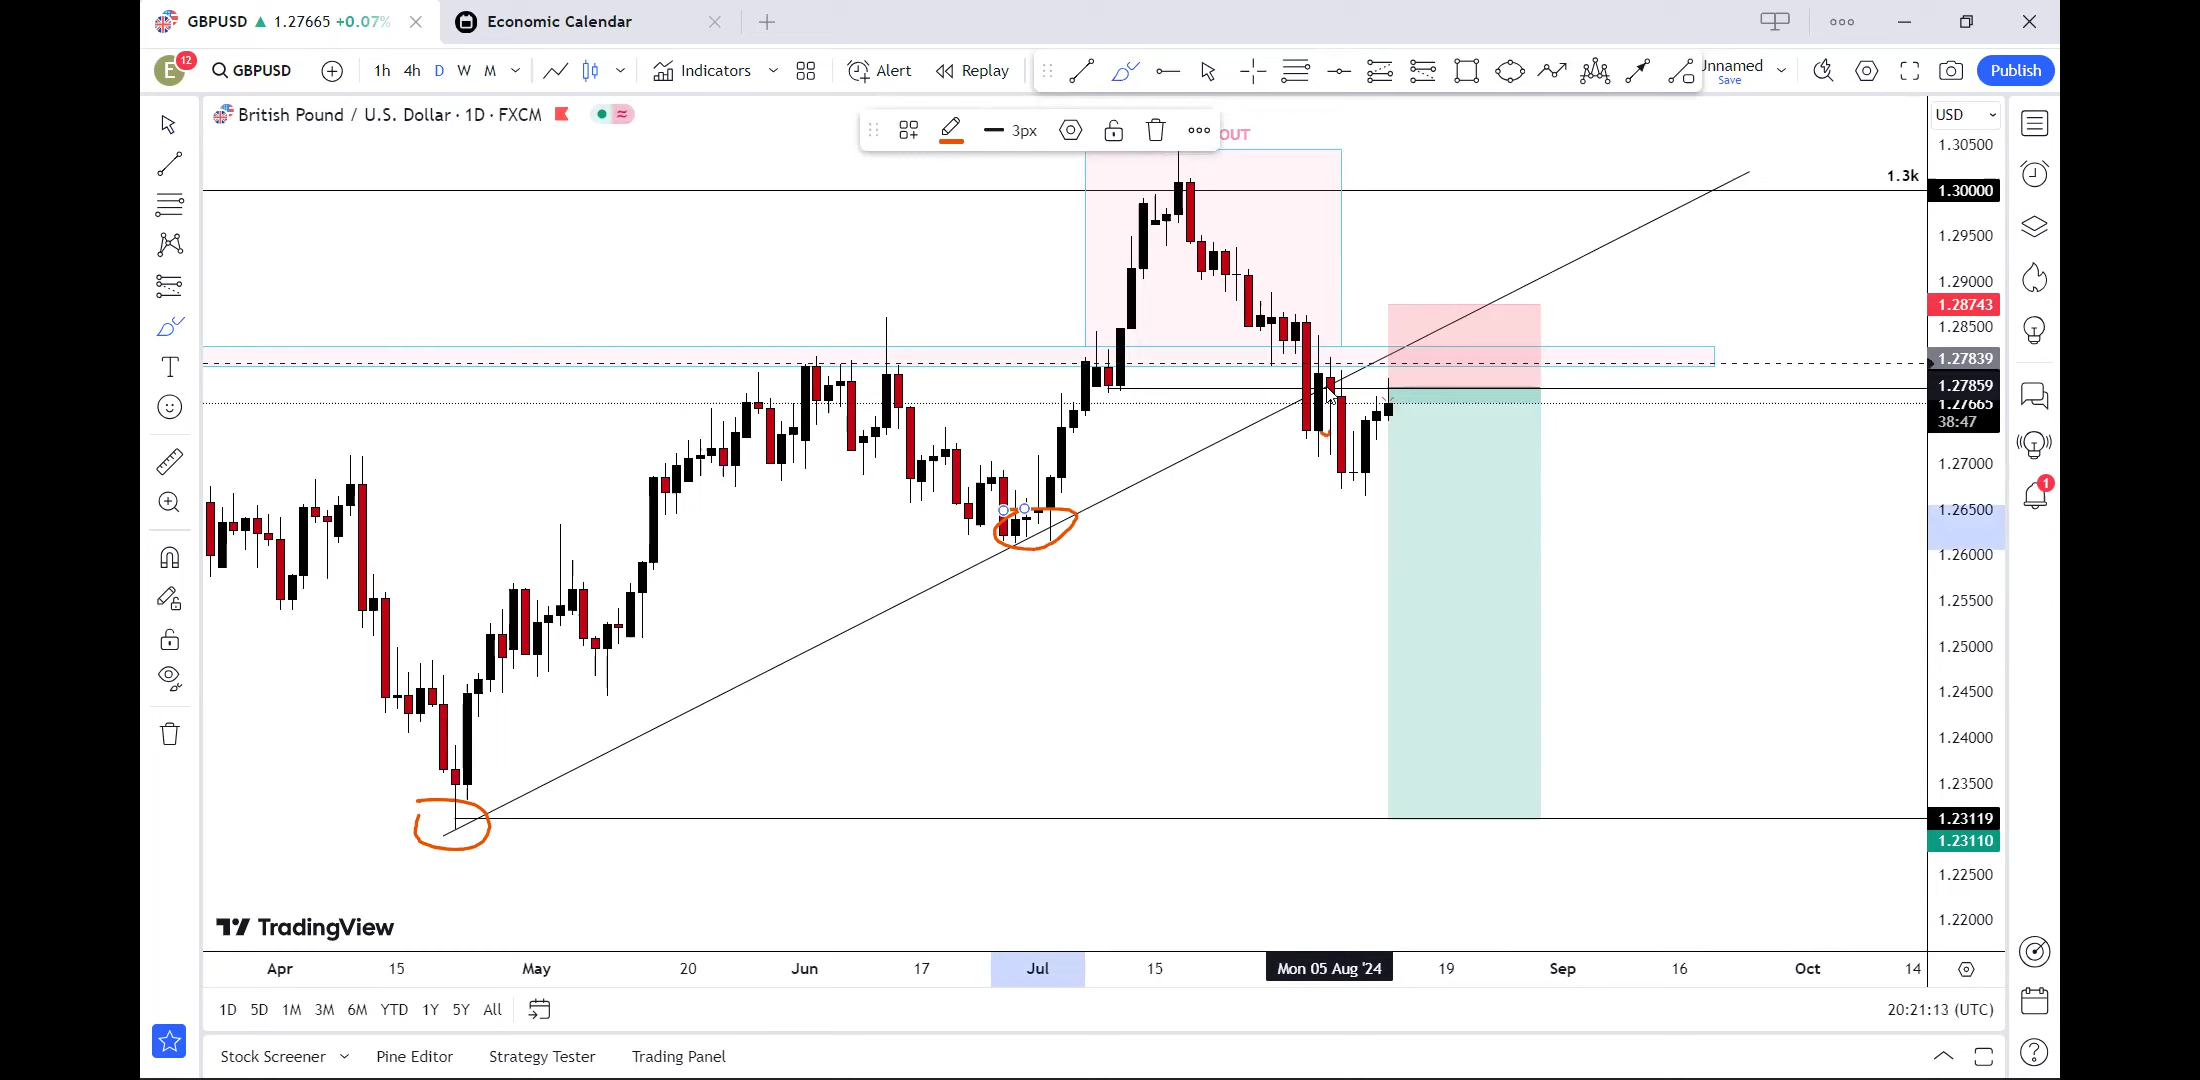 GBPUSD ▲ 1.27665 +0.07%
Economic Calendar
E 12
GBPUSD
1h 4h D W M
Indicators
Alert
Replay
Unnamed
Save
Publish
British Pound / U.S. Dollar · 1D · FXCM
3px
OUT
USD
1.30500
1.3k
1.30000
1.29500
1.29000
1.28743
1.28500
1.27839
1.27859
1.27665
38:47
1.27000
1
1.26500
1.26000
1.25500
1.25000
1.24500
1.24000
1.23500
1.23119
1.23110
1.22500
1.22000
TradingView
Apr 15 May 20 Jun 17 Jul 15 Mon 05 Aug '24 19 Sep 16 Oct 14
1D 5D 1M 3M 6M YTD 1Y 5Y All
20:21:13 (UTC)
Stock Screener Pine Editor Strategy Tester Trading Panel